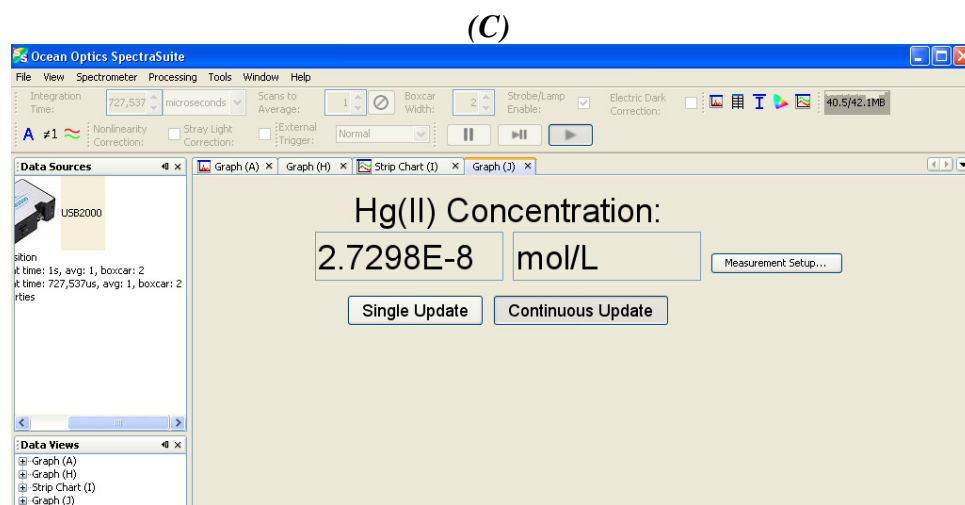 (C)
Ocean Optics SpectraSuite
File View Spectrometer Processing Tools Window Help
Integration Time: 727,537 microseconds Scans to Average: 1 Boxcar Width: 2 Strobe/Lamp Enable: Electric Dark Correction: 40.5/42.1MB
A ≠1 Nonlinearity Correction: Stray Light Correction: External Trigger: Normal
Data Sources
Graph (A) Graph (H) Strip Chart (I) Graph (J)
USB2000
sition
t time: 1s, avg: 1, boxcar: 2
t time: 727,537us, avg: 1, boxcar: 2
rties
Hg(II) Concentration:
2.7298E-8 mol/L Measurement Setup...
Single Update Continuous Update
Data Views
Graph (A)
Graph (H)
Strip Chart (I)
Graph (J)